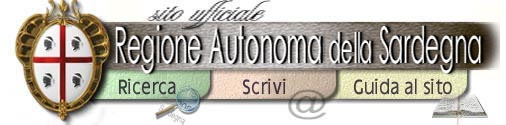 sito ufficiale
Regione Autonoma della Sardegna
Ricerca Scrivi Guida al sito
@